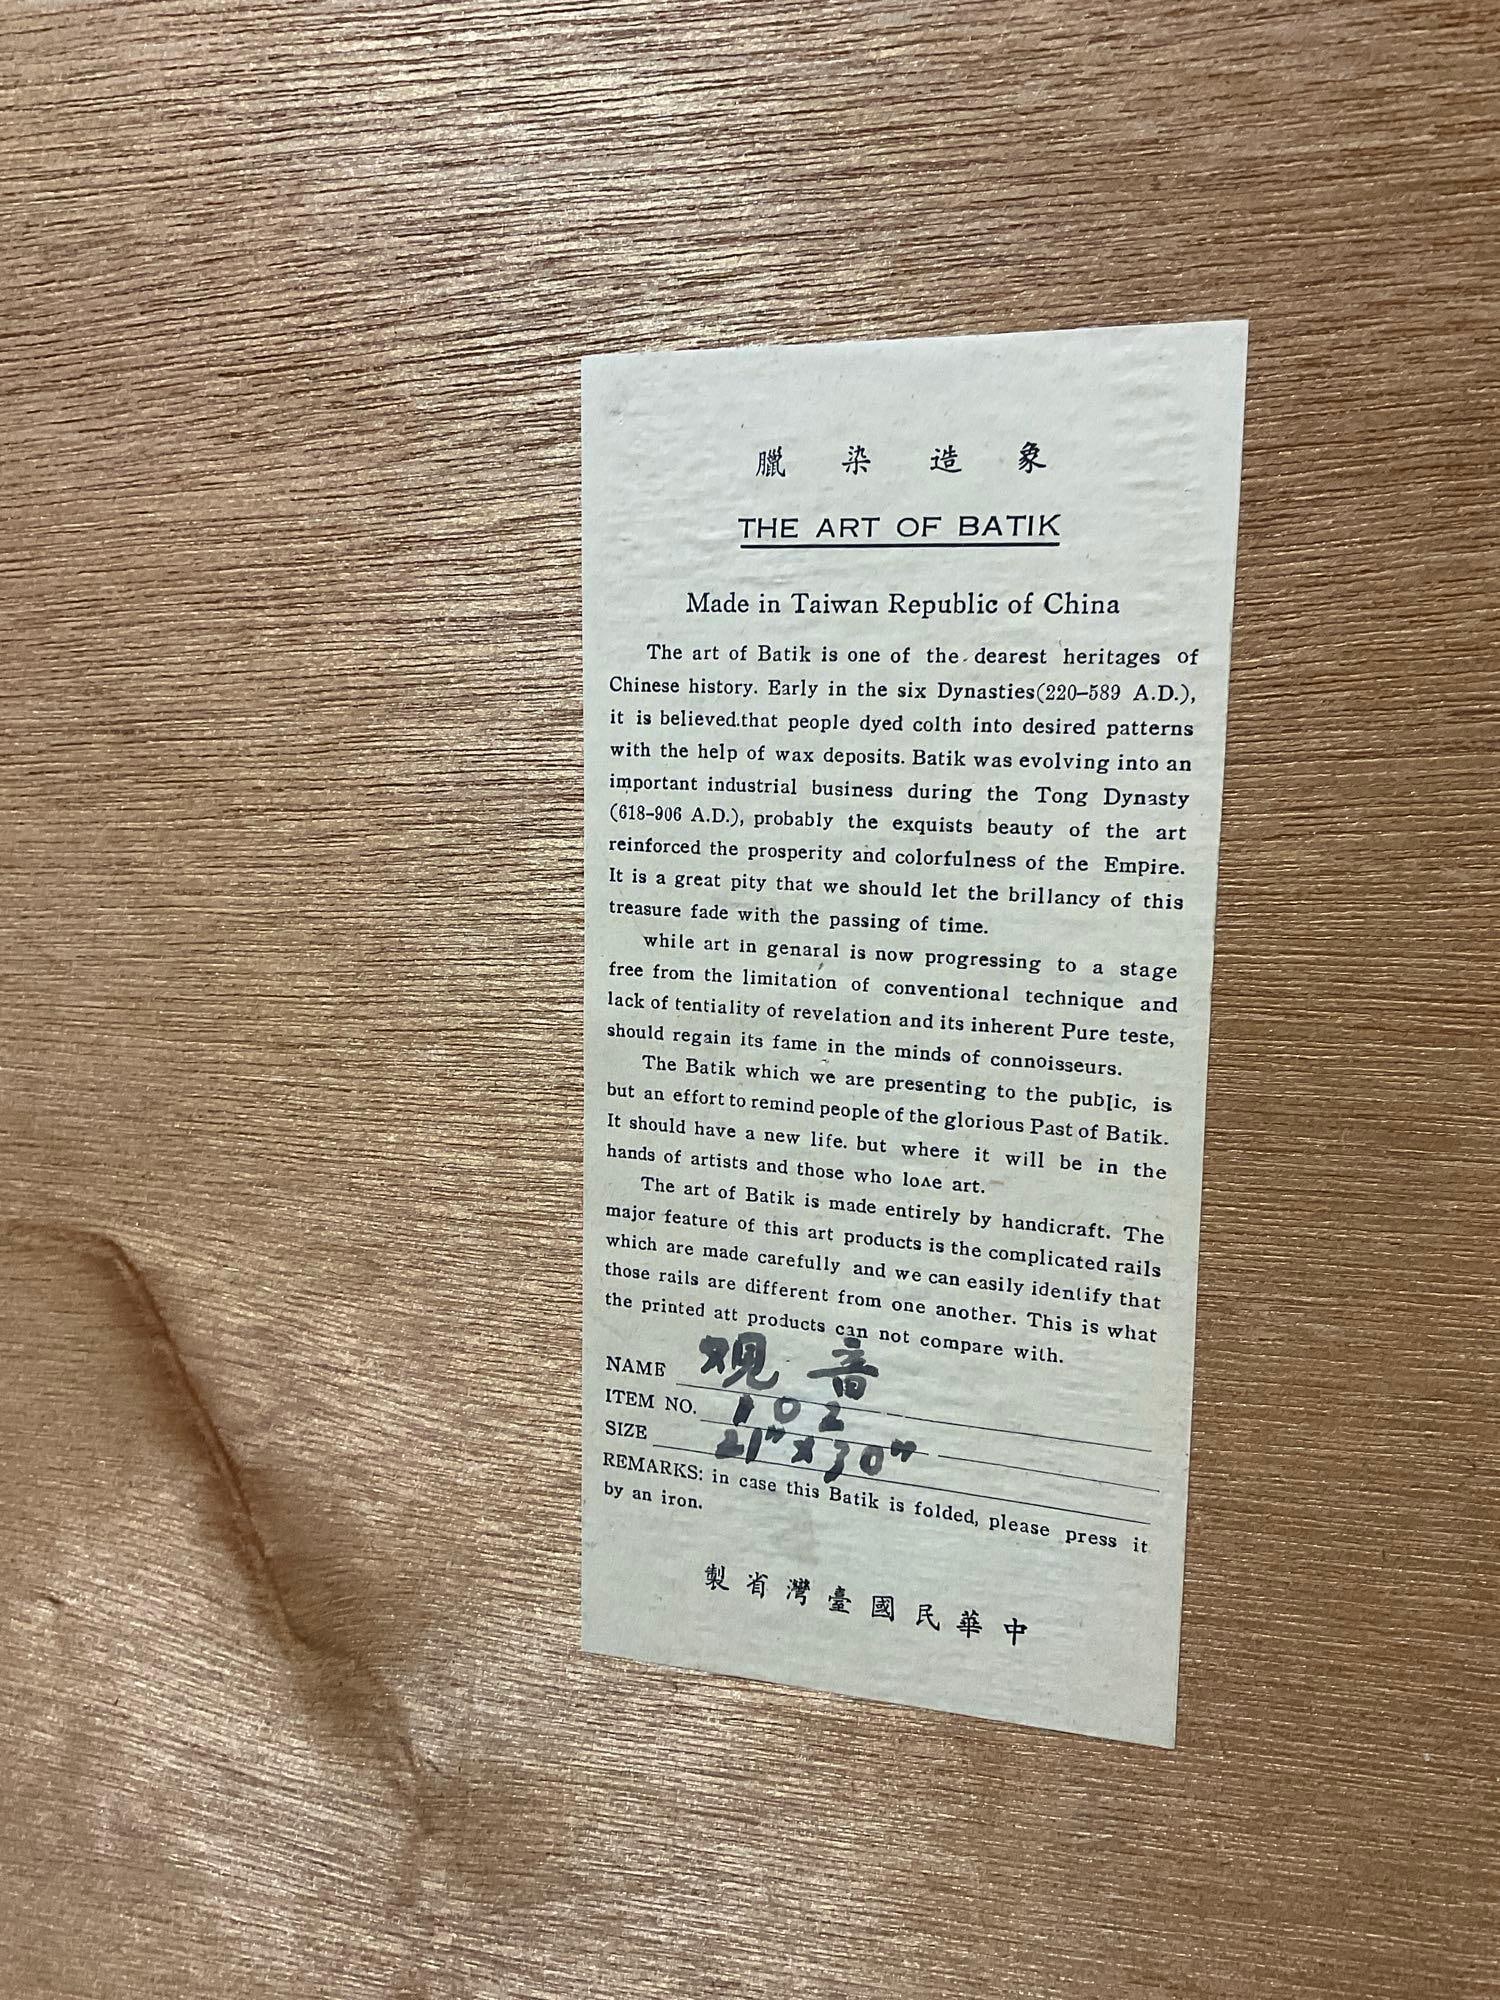 象造染臘
THE ART OF BATIK
Made in Taiwan Republic of China
The art of Batik is one of the dearest heritages of
Chinese history. Early in the six Dynasties(220–589 A.D.),
it is believed.that people dyed colth into desired patterns
with the help of wax deposits. Batik was evolving into an
important industrial business during the Tong Dynasty
(618–906 A.D.), probably the exquists beauty of the art
reinforced the prosperity and colorfulness of the Empire.
It is a great pity that we should let the brillancy of this
treasure fade with the passing of time.
while art in genaral is now progressing to a stage
free from the limitation of conventional technique and
lack of tentiality of revelation and its inherent Pure teste,
should regain its fame in the minds of connoisseurs.
The Batik which we are presenting to the public, is
but an effort to remind people of the glorious Past of Batik.
It should have a new life. but where it will be in the
hands of artists and those who loʌe art.
The art of Batik is made entirely by handicraft. The
major feature of this art products is the complicated rails
which are made carefully and we can easily identify that
those rails are different from one another. This is what
the printed att products can not compare with.
NAME 观音
ITEM NO. 102
SIZE 21"x30"
REMARKS: in case this Batik is folded, please press it
by an iron.
中華民國臺灣省製